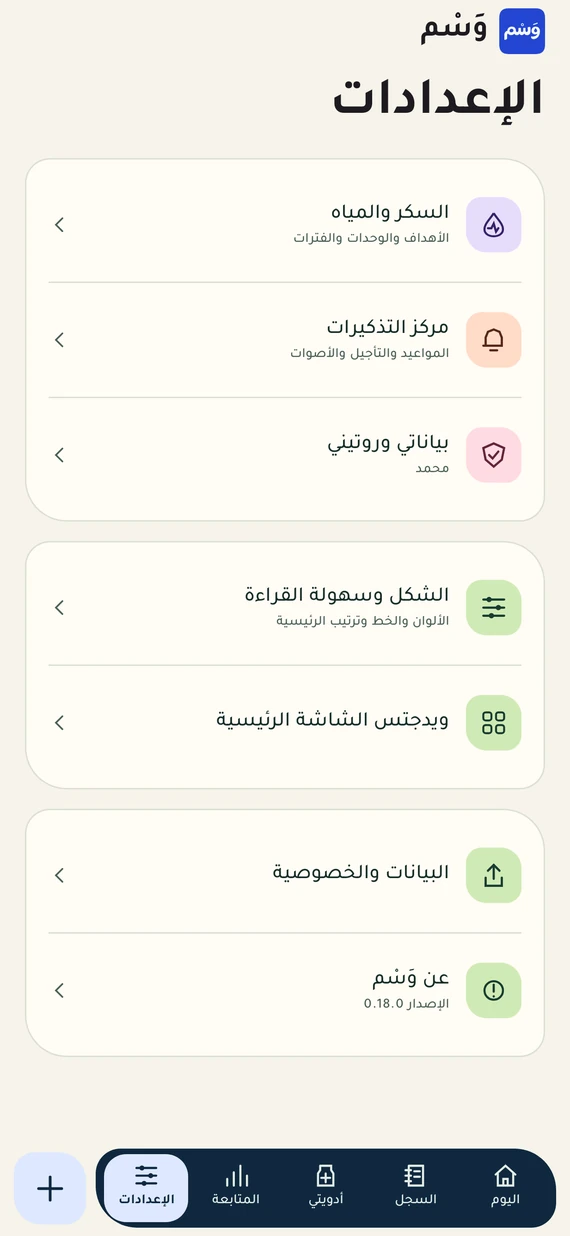 وَسْم وَسْم
الإعدادات
السكر والمياه
الأهداف والوحدات والفترات
مركز التذكيرات
المواعيد والتأجيل والأصوات
بياناتي وروتيني
محمد
الشكل وسهولة القراءة
الألوان والخط وترتيب الرئيسية
ويدجتس الشاشة الرئيسية
البيانات والخصوصية
عن وَسْم
الإصدار 0.18.0
اليوم
السجل
أدويتي
المتابعة
الإعدادات